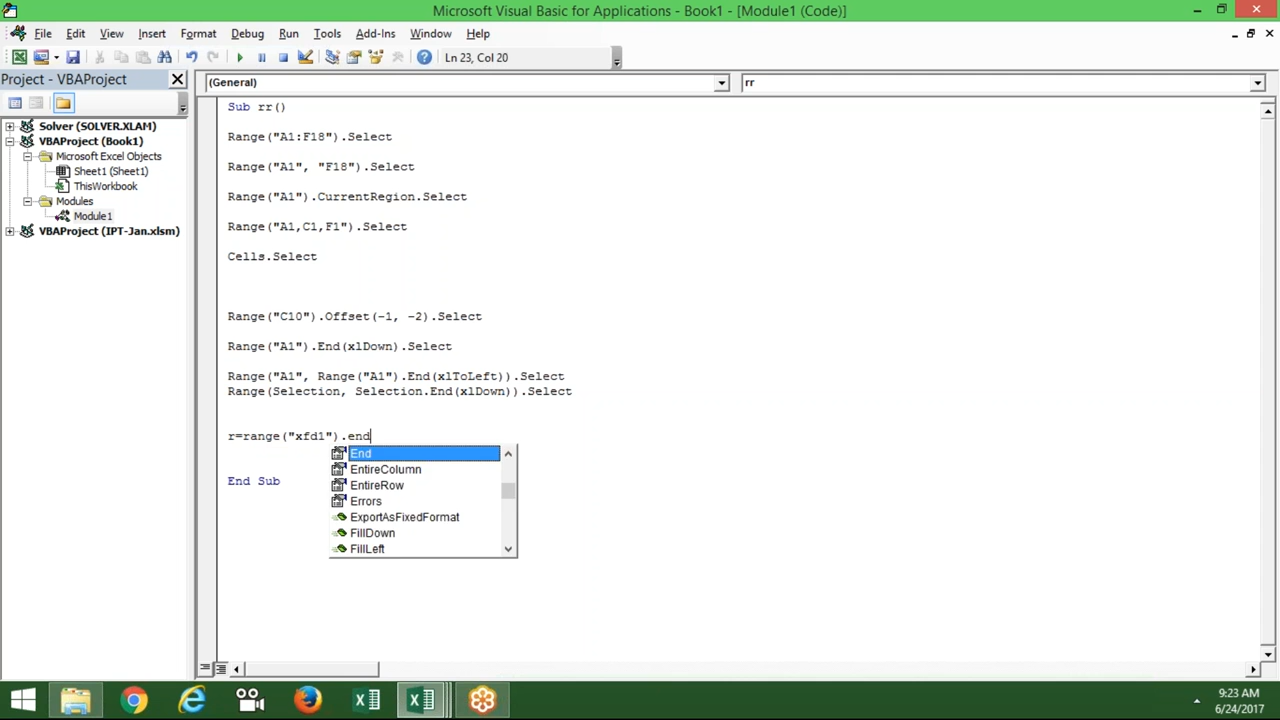 Microsoft Visual Basic for Applications - Book1 - [Module1 (Code)]
File Edit View Insert Format Debug Run Tools Add-Ins Window Help
Ln 23, Col 20
Project - VBAProject
(General)
rr
Solver (SOLVER.XLAM)
VBAProject (Book1)
Microsoft Excel Objects
Sheet1 (Sheet1)
ThisWorkbook
Modules
Module1
VBAProject (IPT-Jan.xlsm)
Sub rr()
Range("A1:F18").Select
Range("A1", "F18").Select
Range("A1").CurrentRegion.Select
Range("A1,C1,F1").Select
Cells.Select
Range("C10").Offset(-1, -2).Select
Range("A1").End(xlDown).Select
Range("A1", Range("A1").End(xlToLeft)).Select
Range(Selection, Selection.End(xlDown)).Select
r=range("xfd1").end
End
EntireColumn
EntireRow
Errors
ExportAsFixedFormat
FillDown
FillLeft
End Sub
9:23 AM
6/24/2017